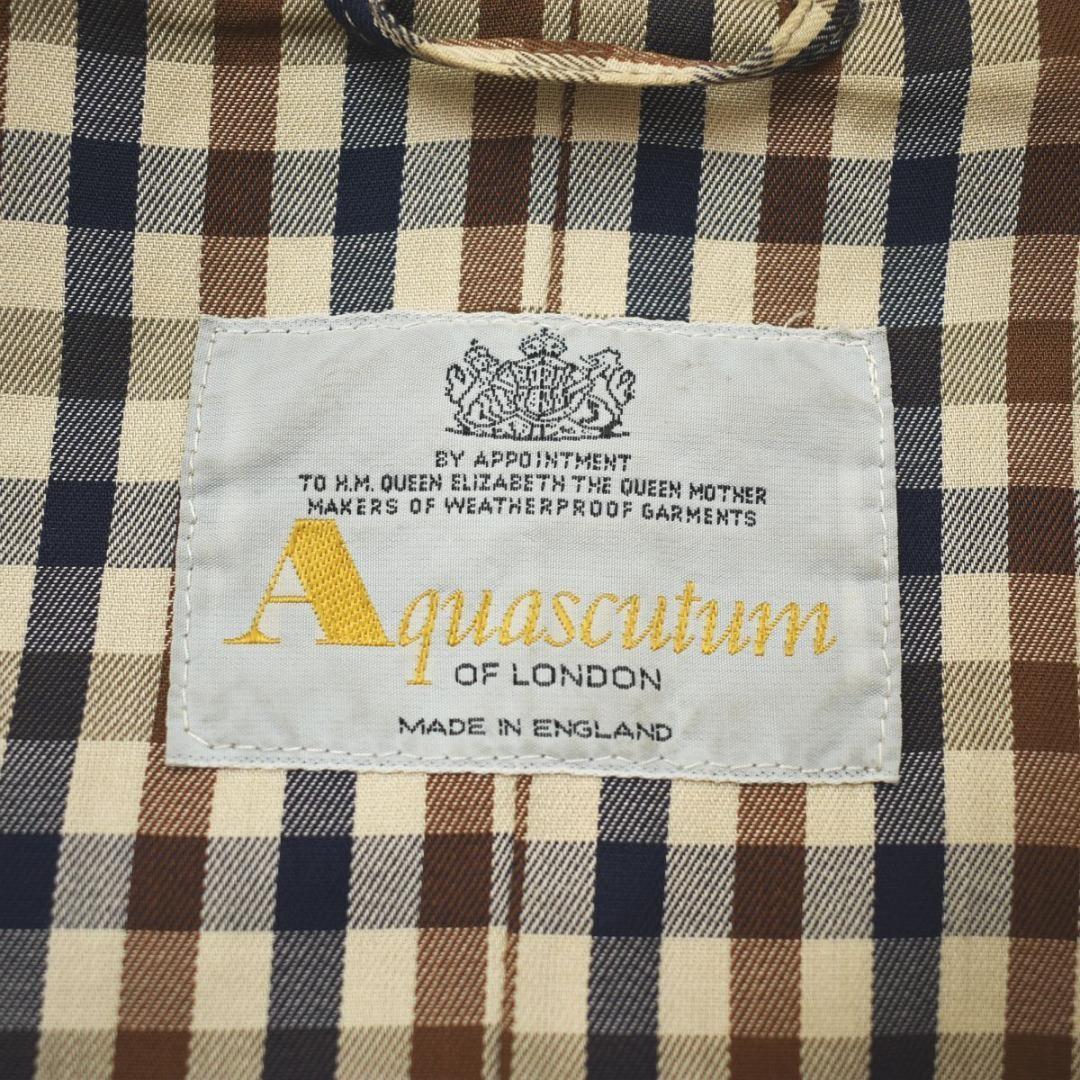 BY APPOINTMENT
TO H.M. QUEEN ELIZABETH THE QUEEN MOTHER
MAKERS OF WEATHERPROOF GARMENTS
Aquascutum
OF LONDON
MADE IN ENGLAND